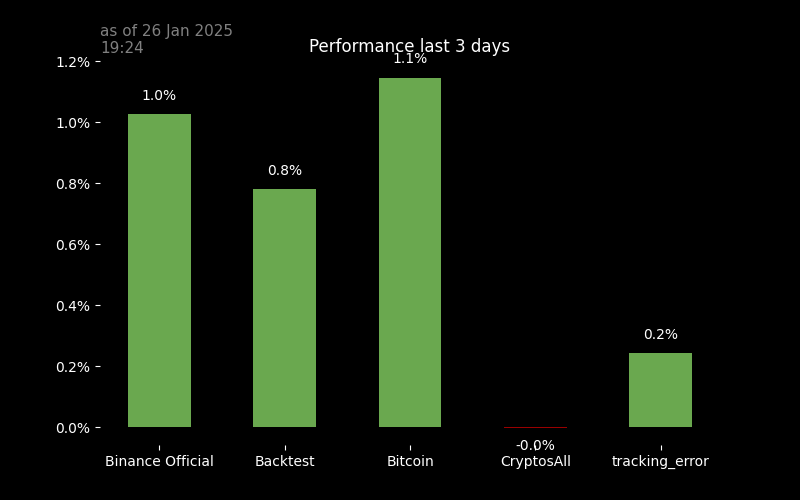 as of 26 Jan 2025
19:24
Performance last 3 days
1.2%
1.0%
0.8%
0.6%
0.4%
0.2%
0.0%
1.0%
0.8%
1.1%
-0.0%
0.2%
Binance Official
Backtest
Bitcoin
CryptosAll
tracking_error